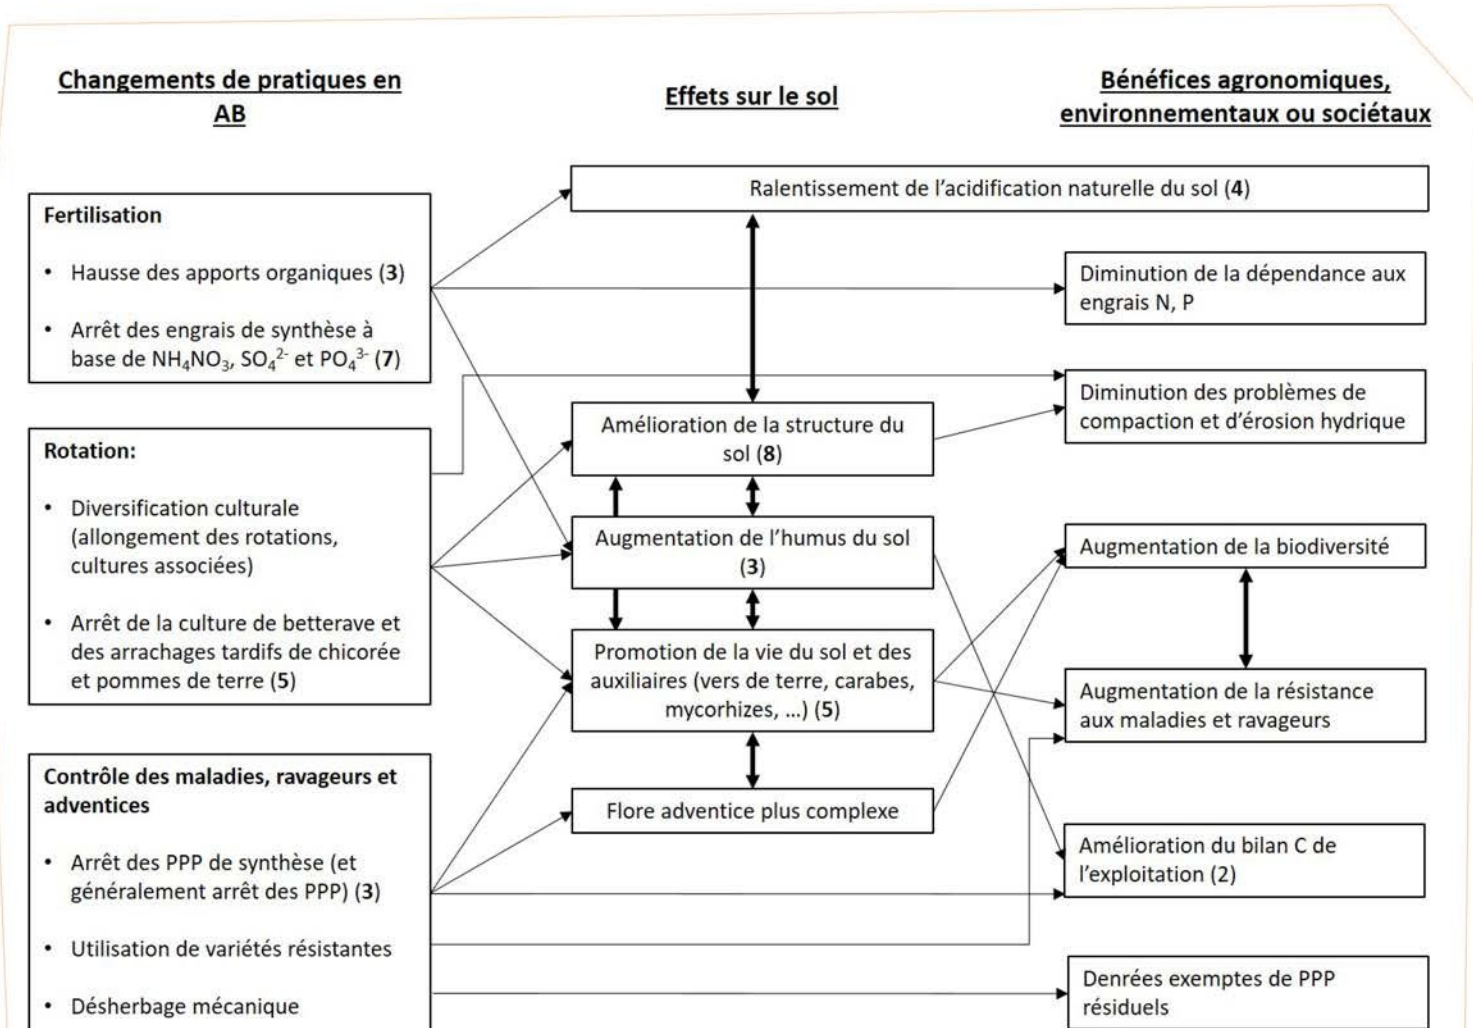 Changements de pratiques en
AB
Effets sur le sol
Bénéfices agronomiques,
environnementaux ou sociétaux
Fertilisation
• Hausse des apports organiques (3)
• Arrêt des engrais de synthèse à
base de NH₄NO₃, SO₄²⁻ et PO₄³⁻ (7)
Rotation:
• Diversification culturale
(allongement des rotations,
cultures associées)
• Arrêt de la culture de betterave et
des arrachages tardifs de chicorée
et pommes de terre (5)
Contrôle des maladies, ravageurs et
adventices
• Arrêt des PPP de synthèse (et
généralement arrêt des PPP) (3)
• Utilisation de variétés résistantes
• Désherbage mécanique
Ralentissement de l’acidification naturelle du sol (4)
Amélioration de la structure du
sol (8)
Augmentation de l’humus du sol
(3)
Promotion de la vie du sol et des
auxiliaires (vers de terre, carabes,
mycorhizes, ...) (5)
Flore adventice plus complexe
Diminution de la dépendance aux
engrais N, P
Diminution des problèmes de
compaction et d’érosion hydrique
Augmentation de la biodiversité
Augmentation de la résistance
aux maladies et ravageurs
Amélioration du bilan C de
l’exploitation (2)
Denrées exemptes de PPP
résiduels